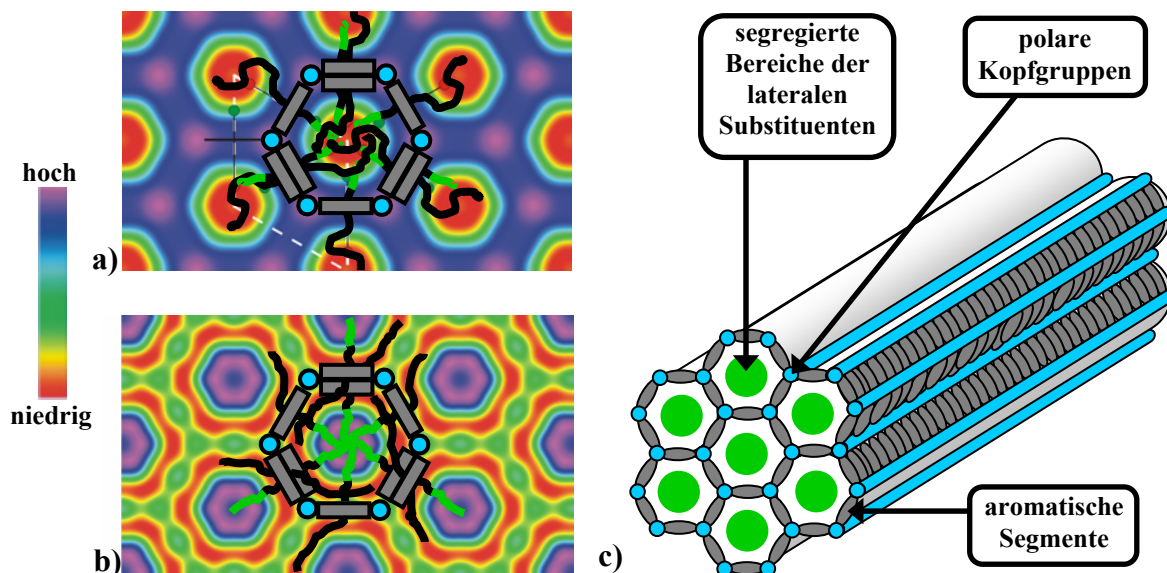 hoch
niedrig
a)
b)
segregierte
Bereiche der
lateralen
Substituenten
polare
Kopfgruppen
c)
aromatische
Segmente